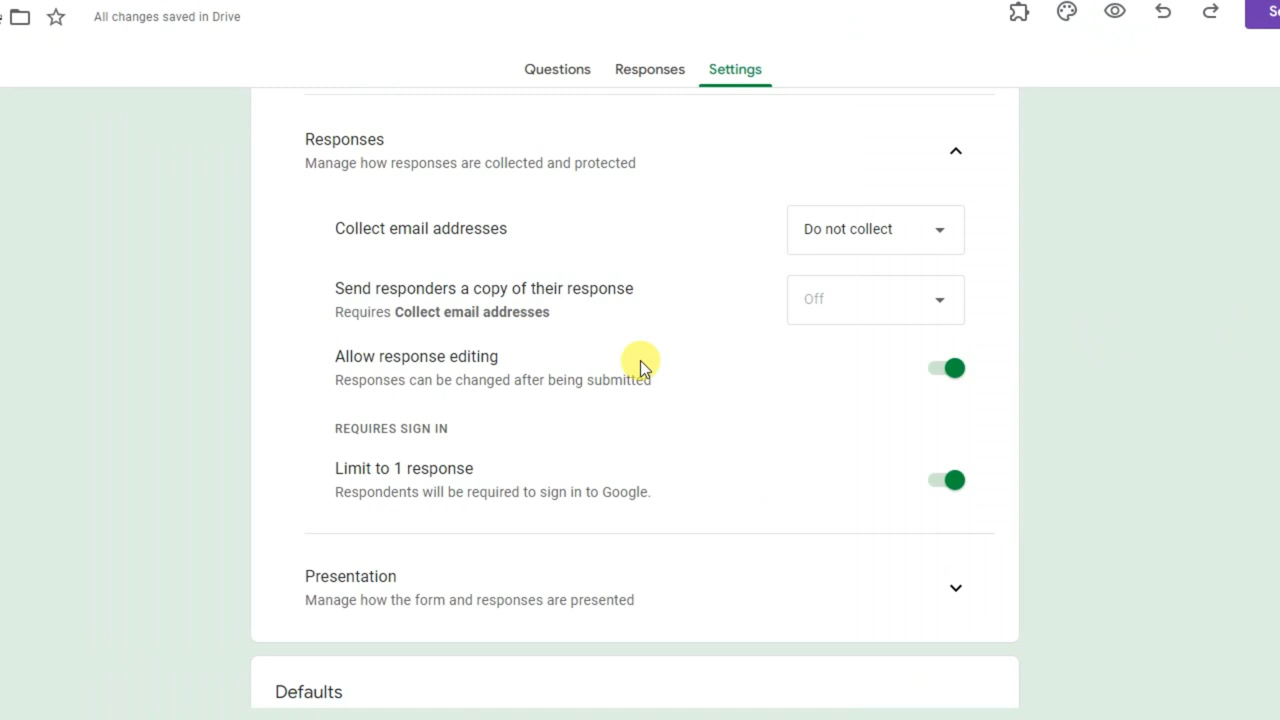 All changes saved in Drive
Questions Responses Settings
Responses
Manage how responses are collected and protected
Collect email addresses
Do not collect
Send responders a copy of their response
Requires Collect email addresses
Off
Allow response editing
Responses can be changed after being submitted
REQUIRES SIGN IN
Limit to 1 response
Respondents will be required to sign in to Google.
Presentation
Manage how the form and responses are presented
Defaults